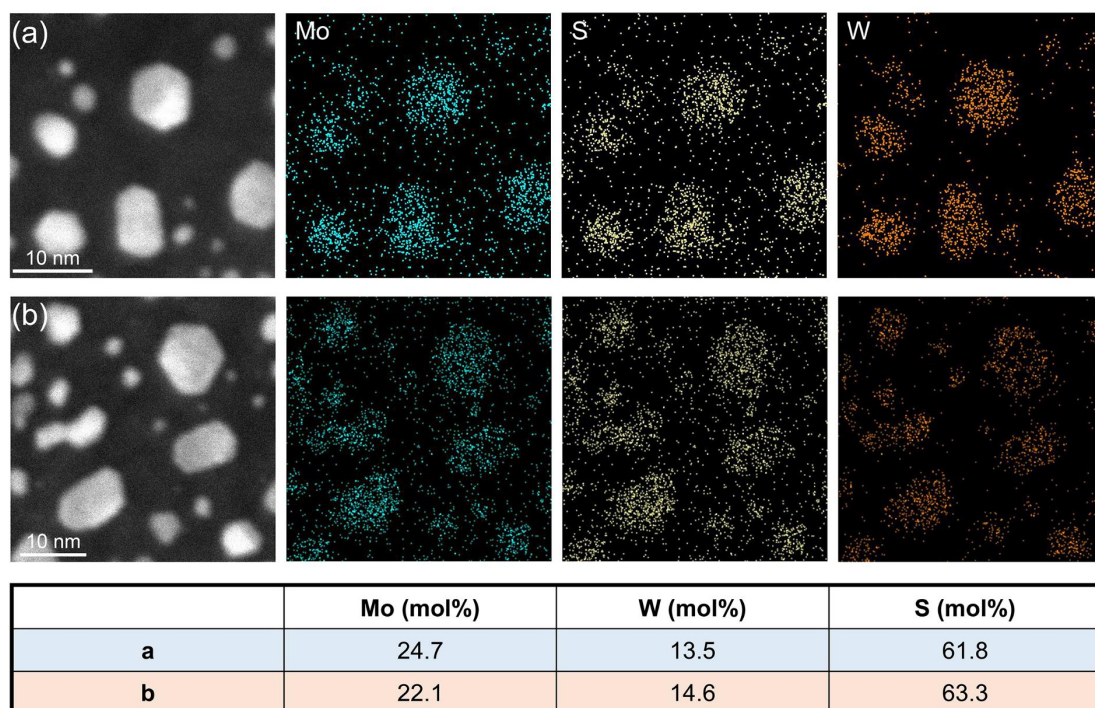 (a) Mo S W
10 nm
(b)
10 nm
Mo (mol%) W (mol%) S (mol%)
a 24.7 13.5 61.8
b 22.1 14.6 63.3